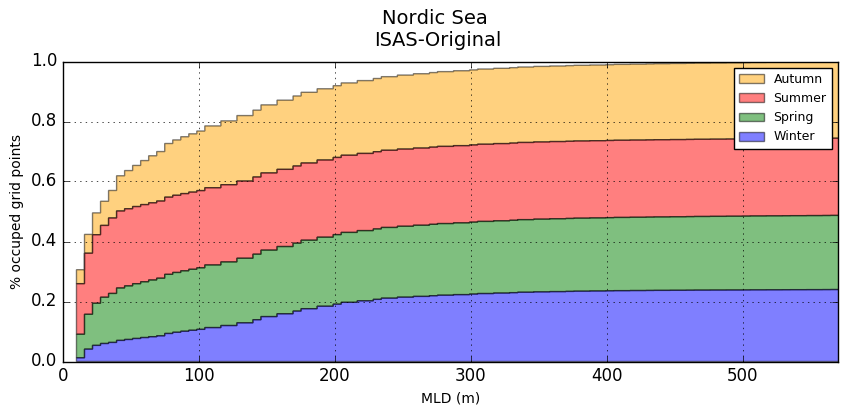 Nordic Sea
ISAS-Original
1.0
0.8
0.6
0.4
0.2
0.0
% occuped grid points
Autumn
Summer
Spring
Winter
0 100 200 300 400 500
MLD (m)